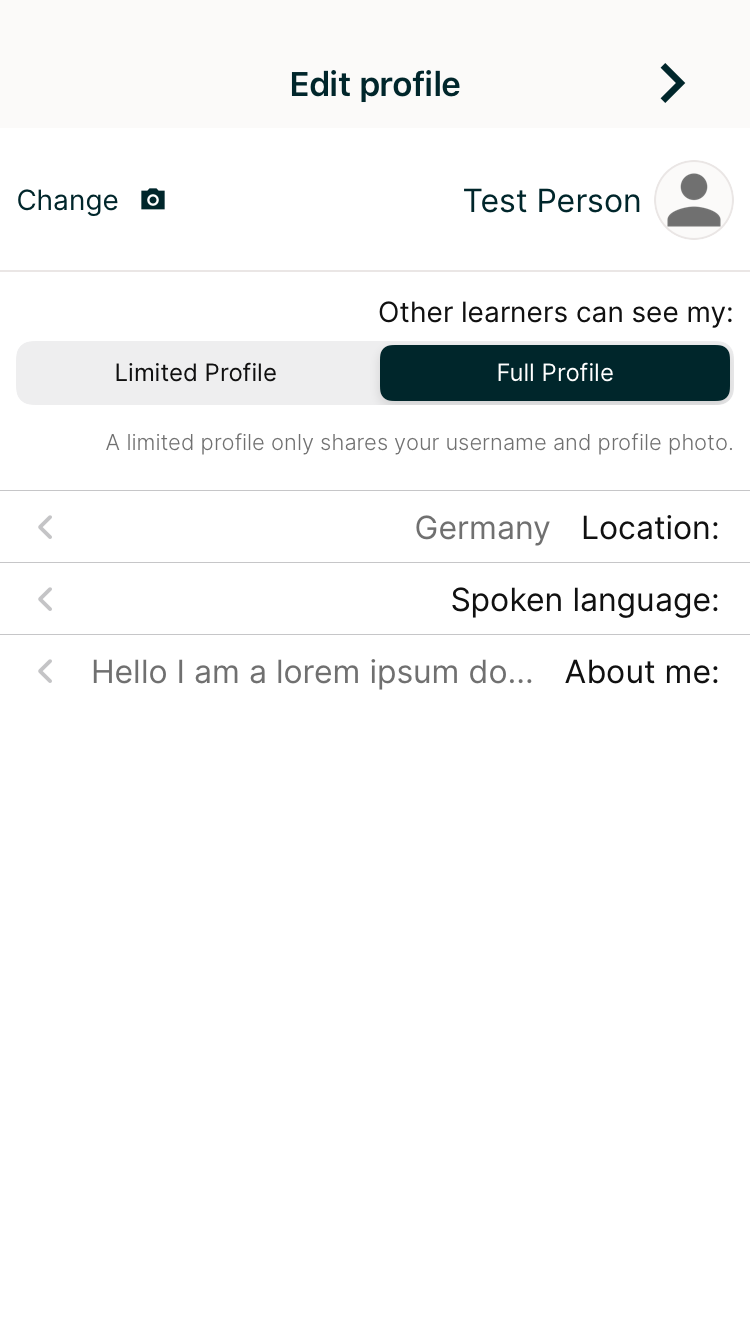 Edit profile
Change
Test Person
Other learners can see my:
Limited Profile
Full Profile
A limited profile only shares your username and profile photo.
Location:
Germany
Spoken language:
About me:
Hello I am a lorem ipsum do...